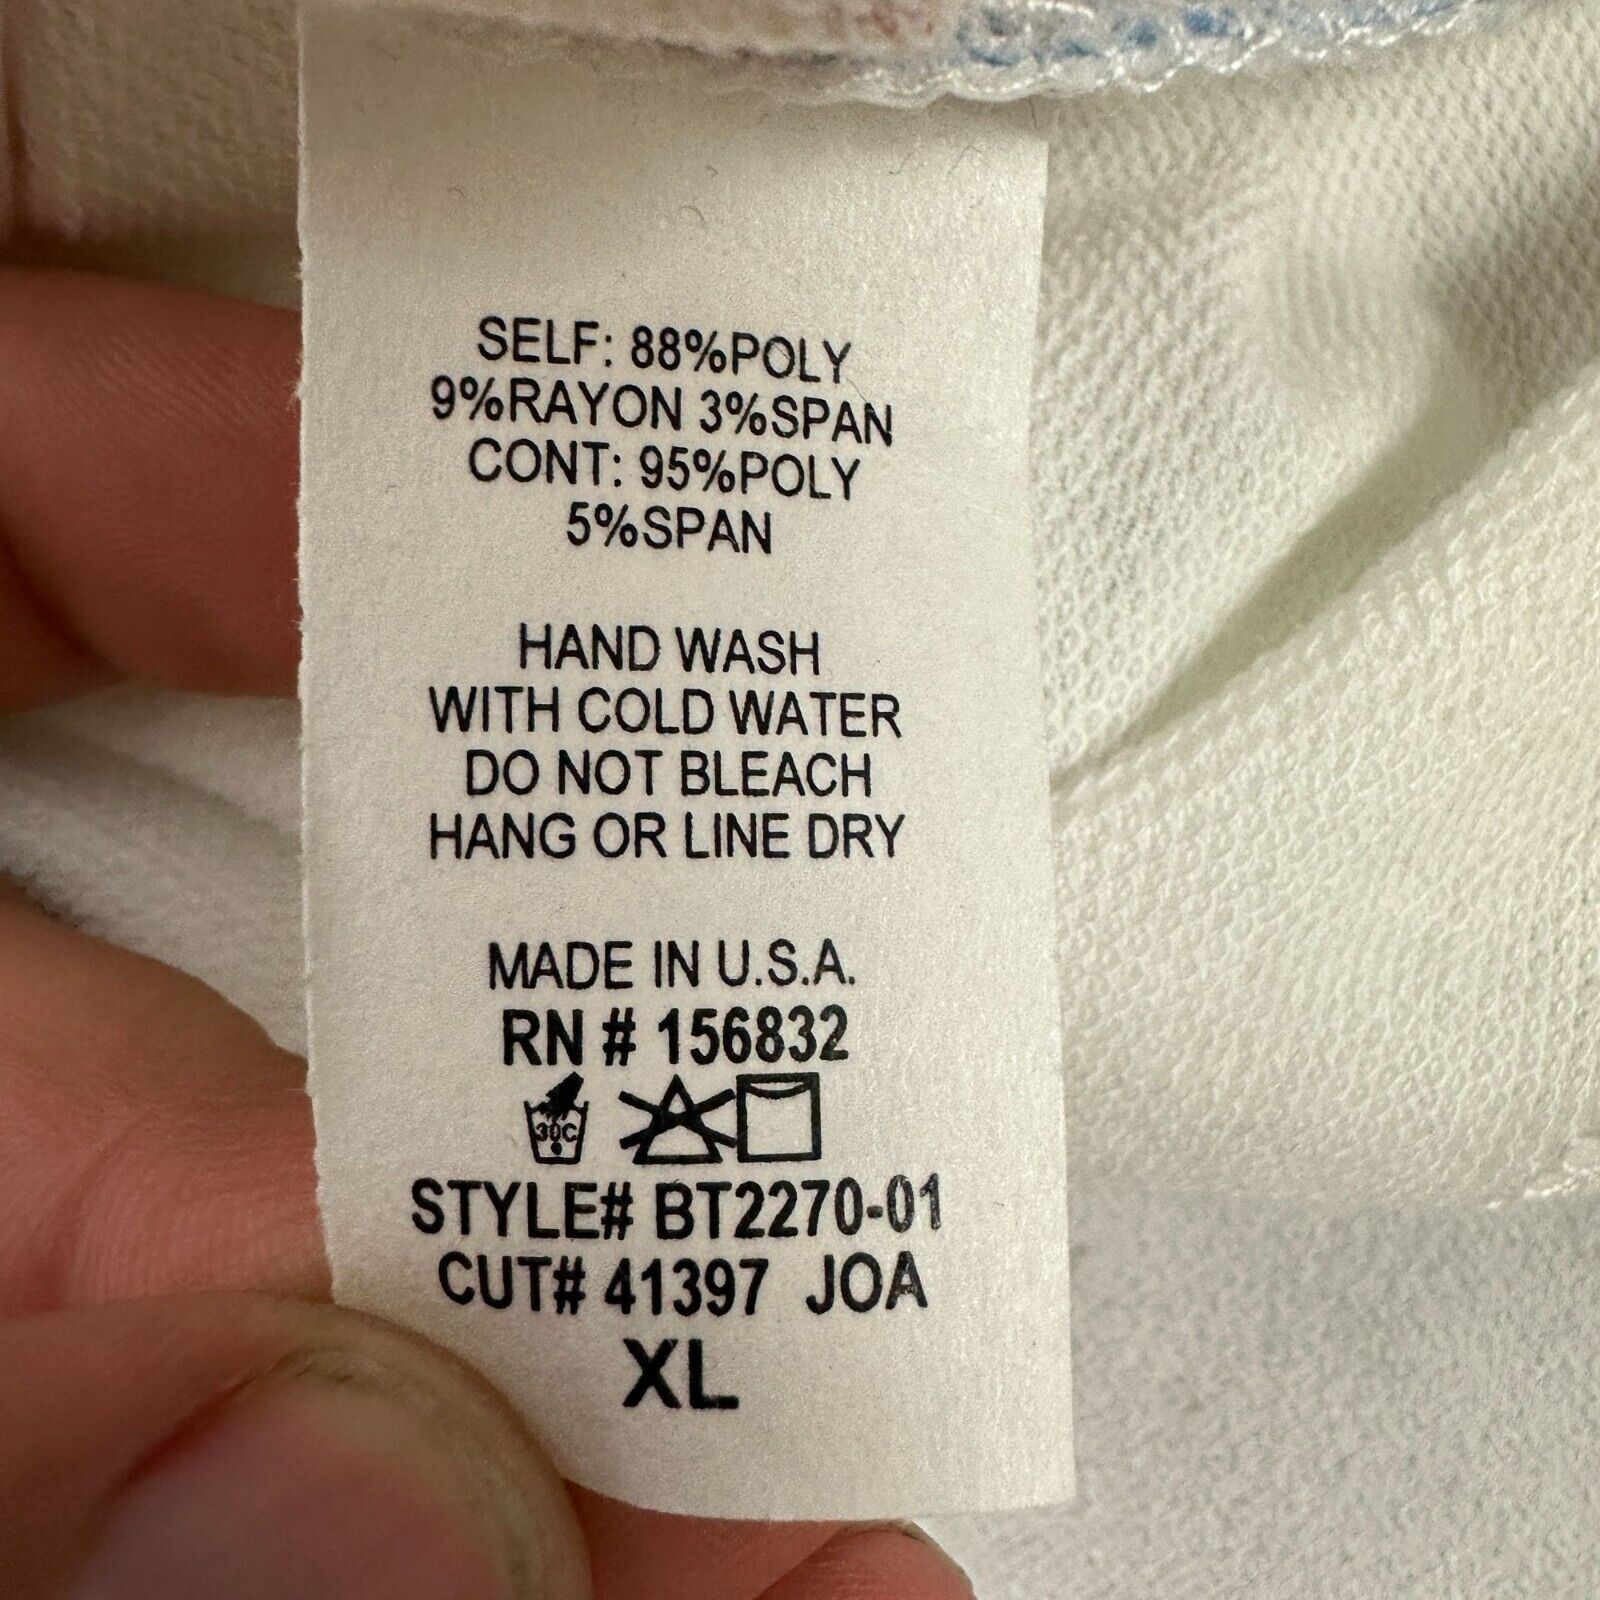 SELF: 88%POLY
9%RAYON 3%SPAN
CONT: 95%POLY
5%SPAN
HAND WASH
WITH COLD WATER
DO NOT BLEACH
HANG OR LINE DRY
MADE IN U.S.A.
RN # 156832
30C
STYLE# BT2270-01
CUT# 41397 JOA
XL